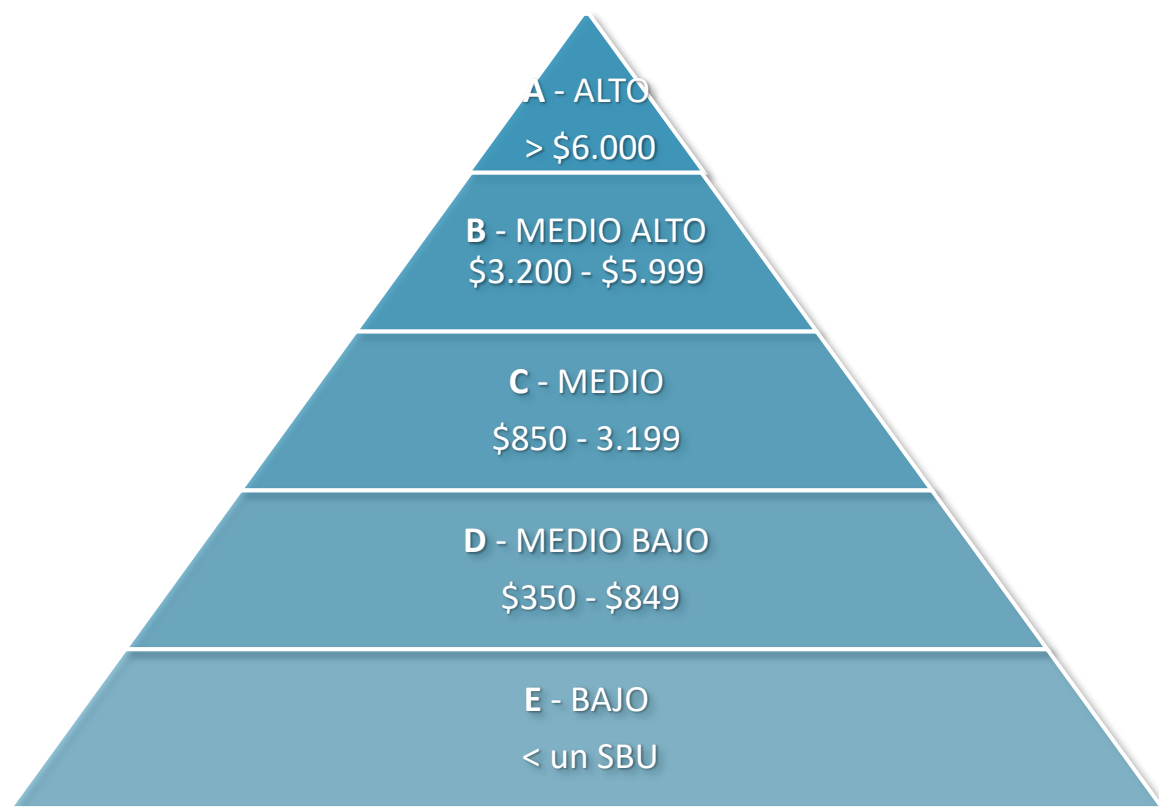 A - ALTO
> $6.000
B - MEDIO ALTO
$3.200 - $5.999
C - MEDIO
$850 - 3.199
D - MEDIO BAJO
$350 - $849
E - BAJO
< un SBU